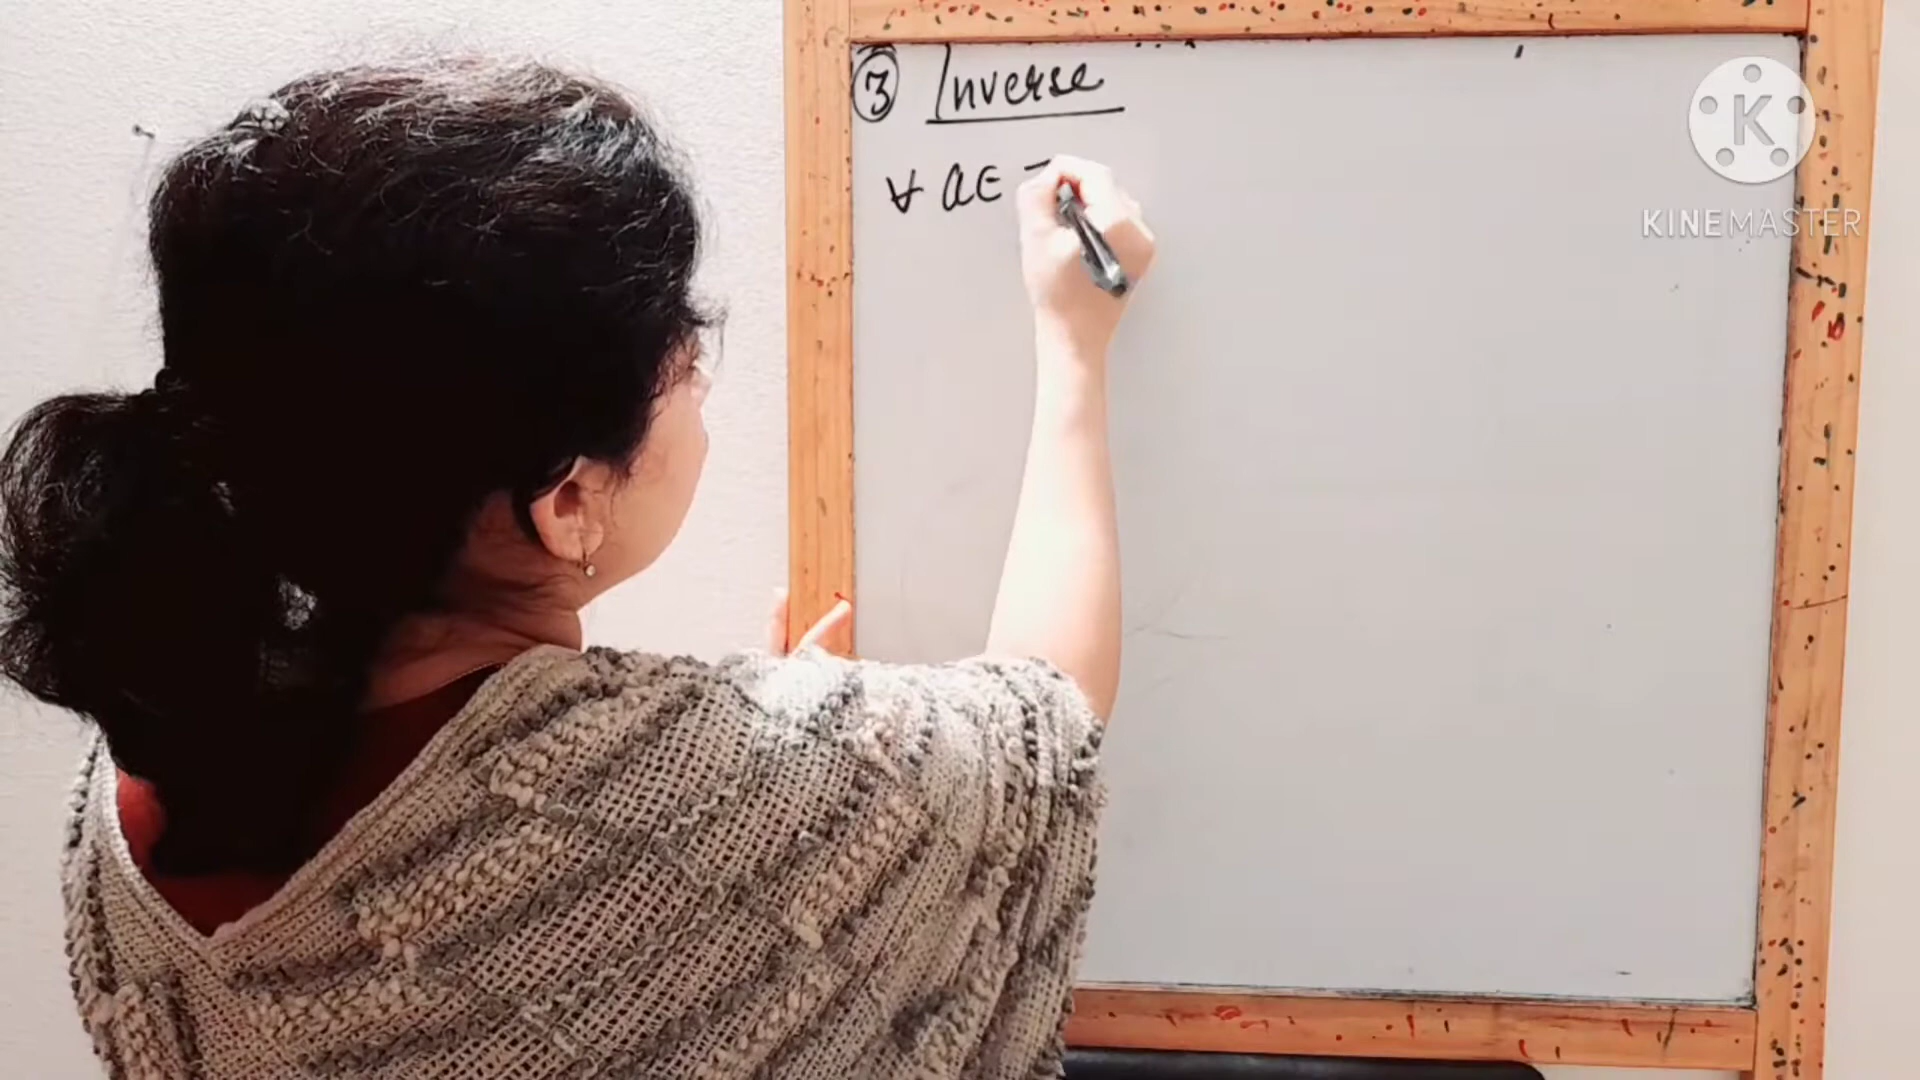 ③ Inverse
∀ a ∈
K
KINEMASTER